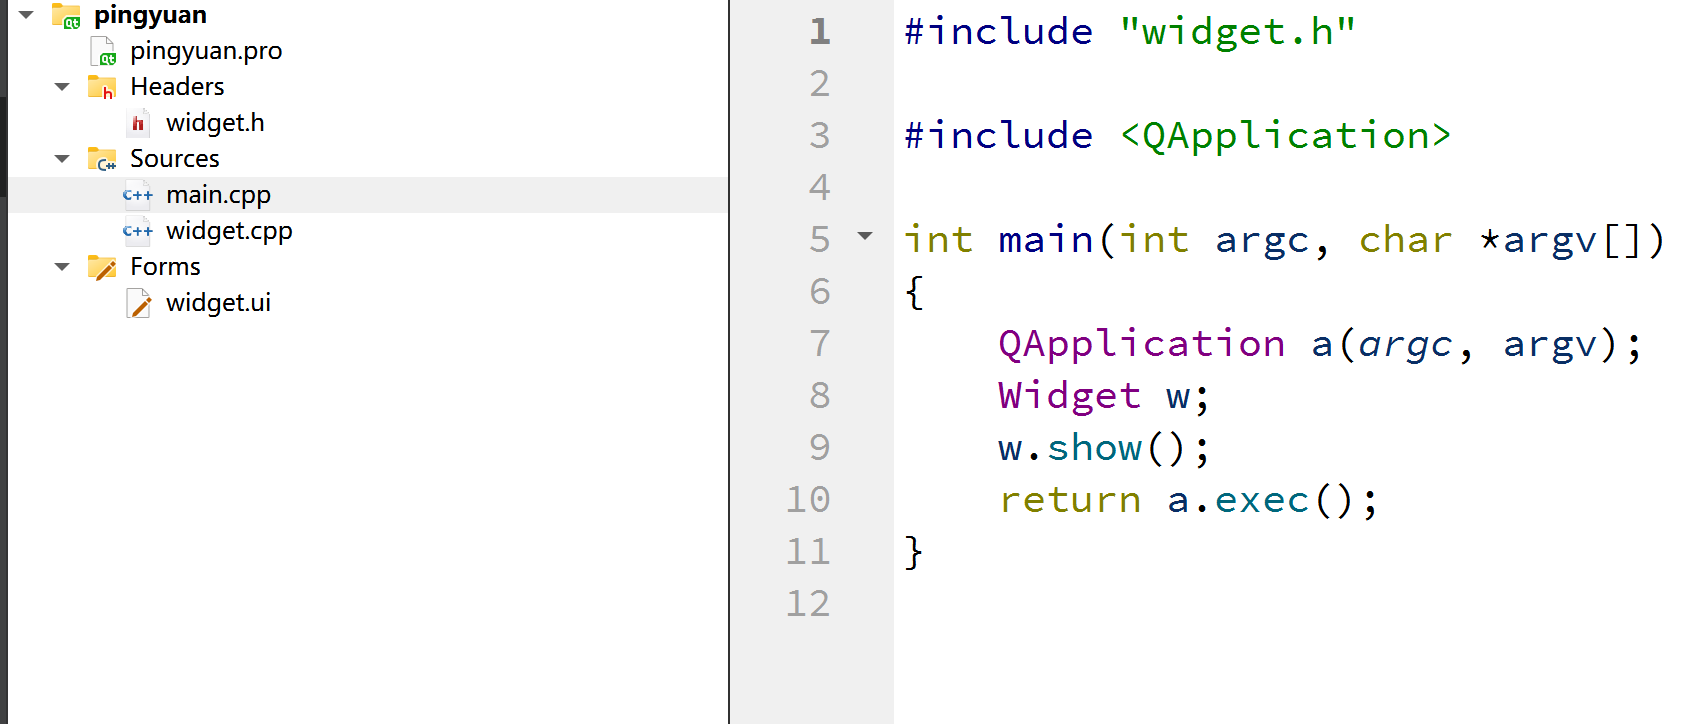 pingyuan
pingyuan.pro
Headers
widget.h
Sources
main.cpp
widget.cpp
Forms
widget.ui
1 #include "widget.h"
2
3 #include <QApplication>
4
5 int main(int argc, char *argv[])
6 {
7     QApplication a(argc, argv);
8     Widget w;
9     w.show();
10     return a.exec();
11 }
12